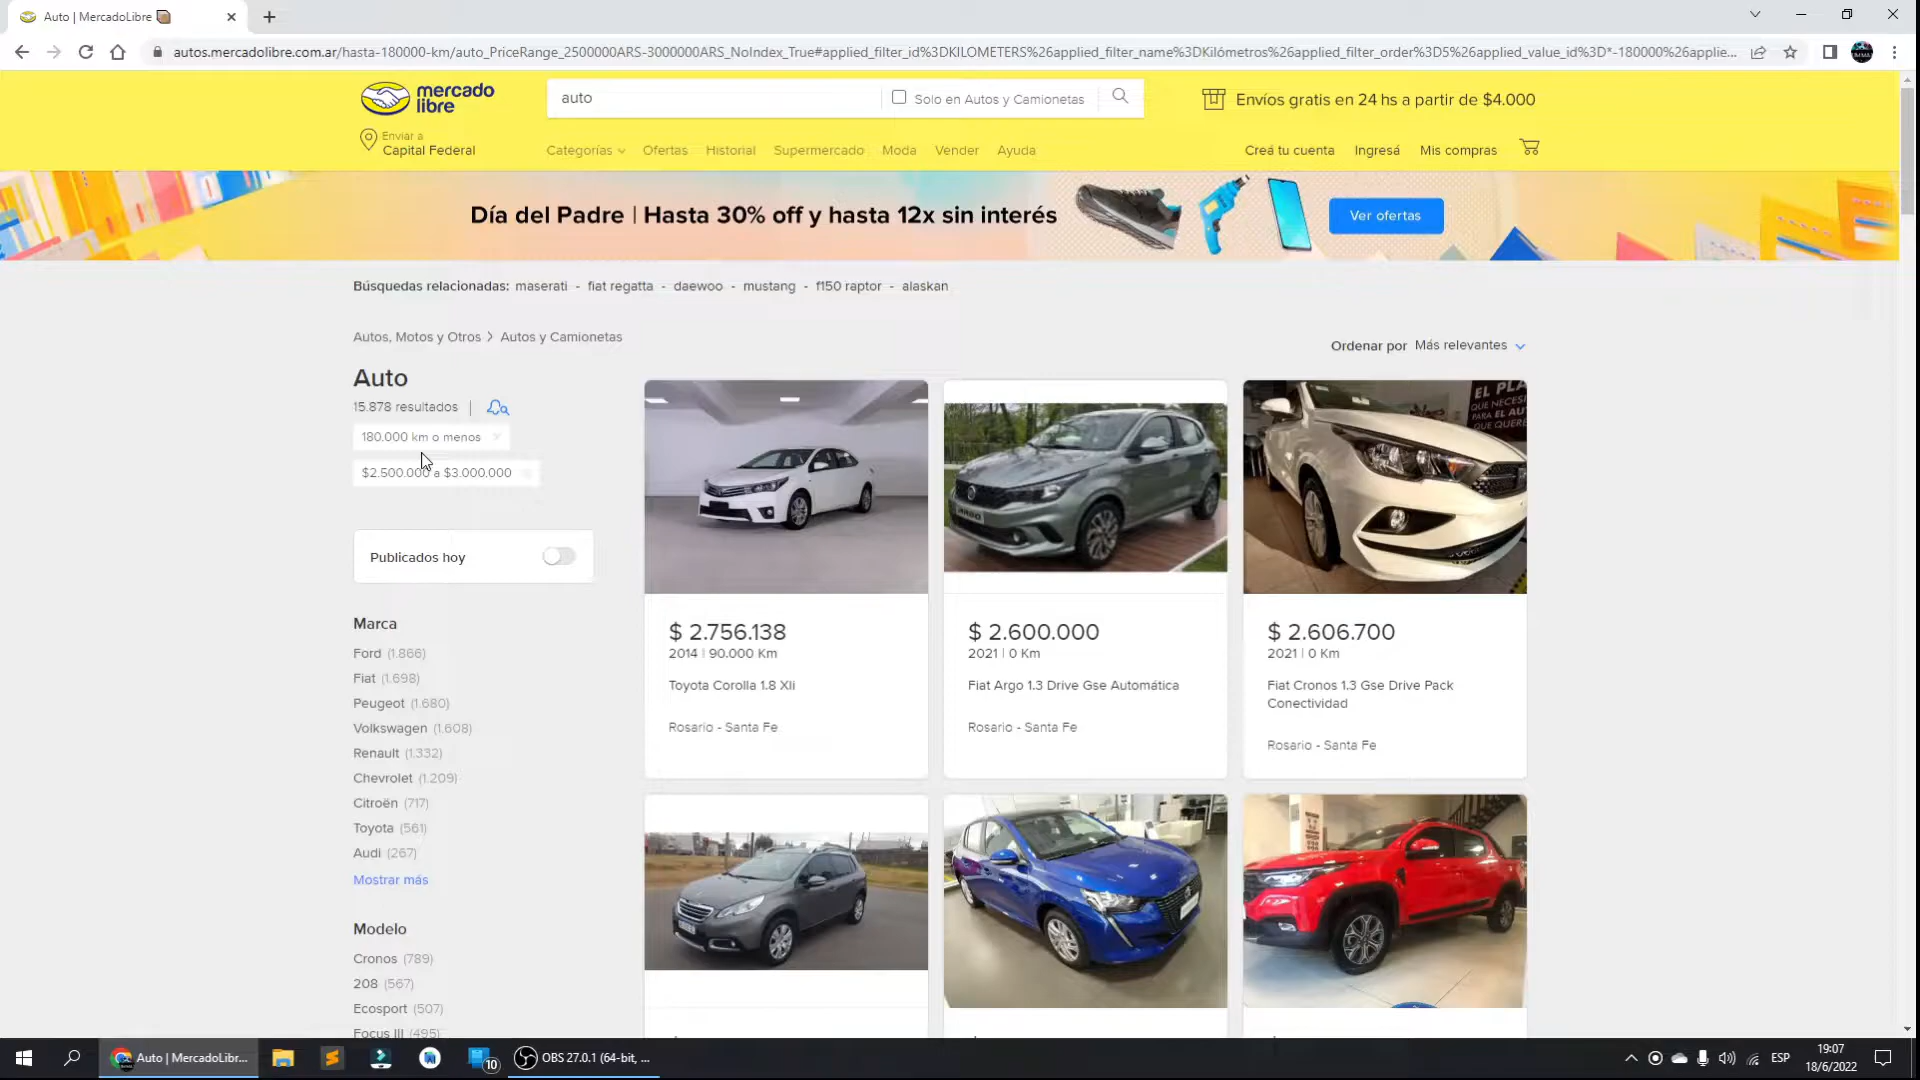 Auto | MercadoLibre
autos.mercadolibre.com.ar/hasta-180000-km/auto_PriceRange_2500000ARS-3000000ARS_NoIndex_True#applied_filter_id%3DKILOMETERS%26applied_filter_name%3DKilómetros%26applied_filter_order%3D5%26applied_value_id%3D*-180000%26applie...
mercado
libre
auto
Solo en Autos y Camionetas
Envíos gratis en 24 hs a partir de $4.000
Enviar a
Capital Federal
Categorías Ofertas Historial Supermercado Moda Vender Ayuda
Creá tu cuenta Ingresá Mis compras
Día del Padre | Hasta 30% off y hasta 12x sin interés
Ver ofertas
Búsquedas relacionadas: maserati - fiat regatta - daewoo - mustang - f150 raptor - alaskan
Autos, Motos y Otros > Autos y Camionetas
Ordenar por Más relevantes
Auto
15.878 resultados
180.000 km o menos
$2.500.000 a $3.000.000
Publicados hoy
Marca
Ford (1.866)
Fiat (1.698)
Peugeot (1.680)
Volkswagen (1.608)
Renault (1.332)
Chevrolet (1.209)
Citroën (717)
Toyota (561)
Audi (267)
Mostrar más
Modelo
Cronos (789)
208 (567)
Ecosport (507)
Focus III (495)
$ 2.756.138
2014 | 90.000 Km
Toyota Corolla 1.8 Xli
Rosario - Santa Fe
$ 2.600.000
2021 | 0 Km
Fiat Argo 1.3 Drive Gse Automática
Rosario - Santa Fe
EL PLA
QUE NECESI
PARA EL AUT
QUE QUERE
$ 2.606.700
2021 | 0 Km
Fiat Cronos 1.3 Gse Drive Pack
Conectividad
Rosario - Santa Fe
Auto | MercadoLibr...
10
OBS 27.0.1 (64-bit, ...
ESP
19:07
18/6/2022